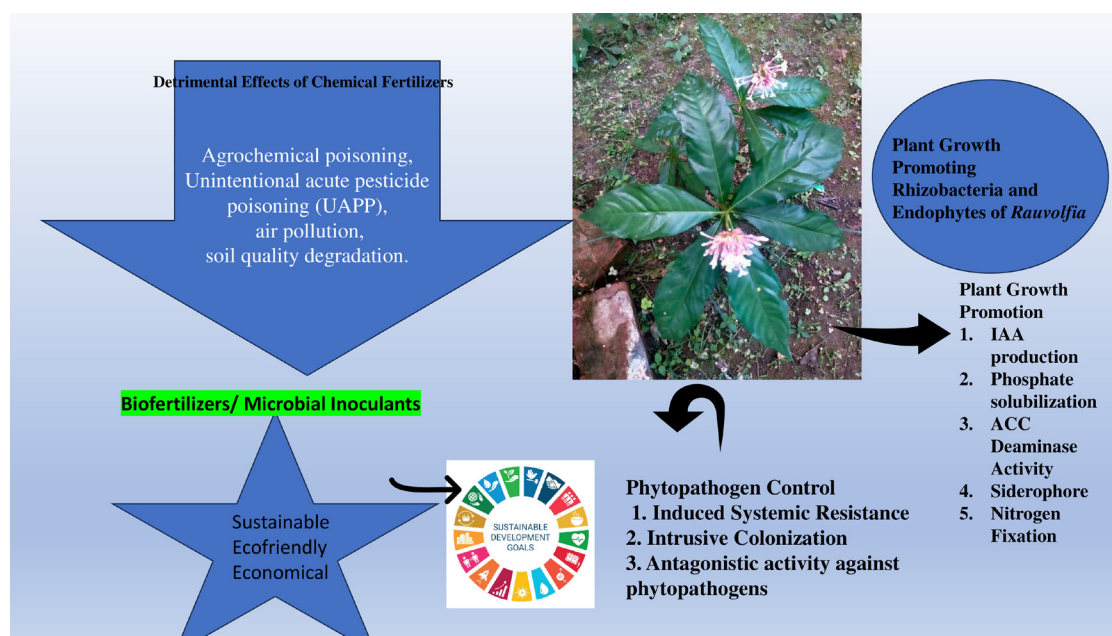 Detrimental Effects of Chemical Fertilizers
Agrochemical poisoning,
Unintentional acute pesticide
poisoning (UAPP),
air pollution,
soil quality degradation.
Biofertilizers/ Microbial Inoculants
Sustainable
Ecofriendly
Economical
SUSTAINABLE
DEVELOPMENT
GOALS
Phytopathogen Control
1. Induced Systemic Resistance
2. Intrusive Colonization
3. Antagonistic activity against
phytopathogens
Plant Growth
Promoting
Rhizobacteria and
Endophytes of Rauvolfia
Plant Growth
Promotion
1. IAA
production
2. Phosphate
solubilization
3. ACC
Deaminase
Activity
4. Siderophore
5. Nitrogen
Fixation